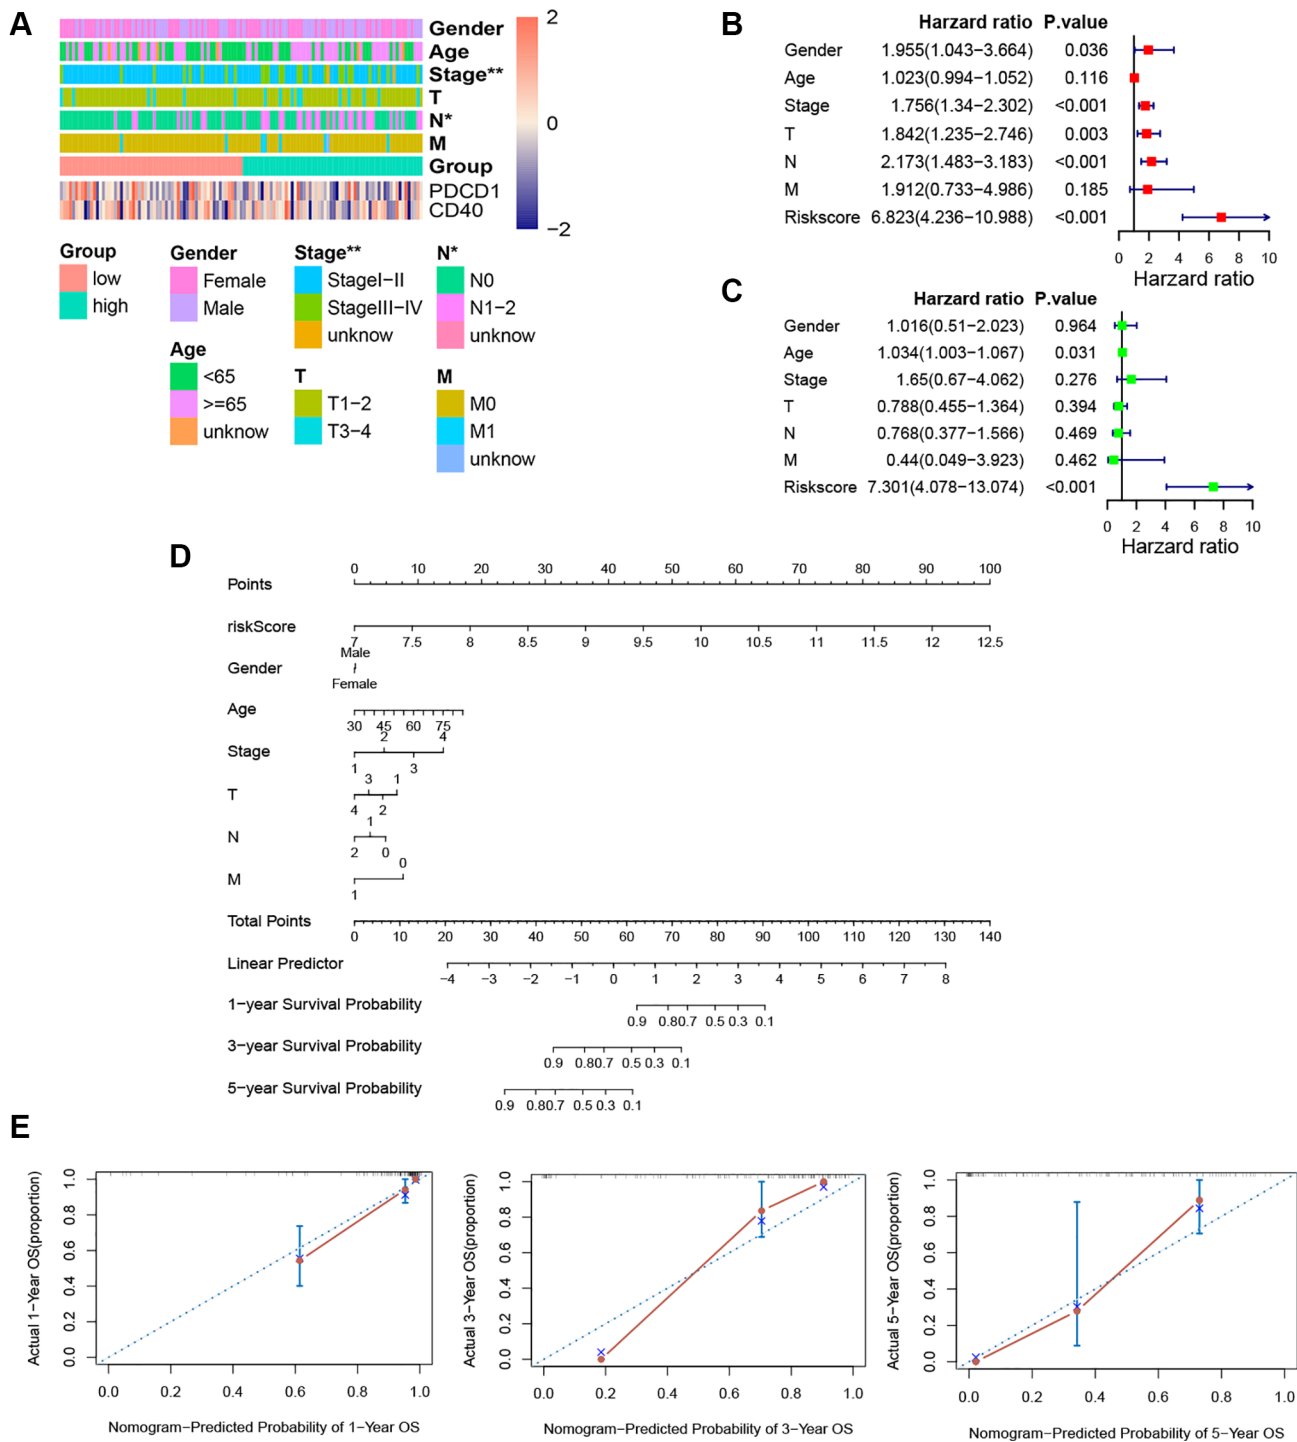 A
Gender
Age
Stage**
T
N*
M
Group
PDCD1
CD40
2
0
−2
Group
low
high
Gender
Female
Male
Age
<65
>=65
unknow
Stage**
StageI−II
StageIII−IV
unknow
T
T1−2
T3−4
N*
N0
N1−2
unknow
M
M0
M1
unknow
B
Harzard ratio P.value
Gender 1.955(1.043−3.664) 0.036
Age 1.023(0.994−1.052) 0.116
Stage 1.756(1.34−2.302) <0.001
T 1.842(1.235−2.746) 0.003
N 2.173(1.483−3.183) <0.001
M 1.912(0.733−4.986) 0.185
Riskscore 6.823(4.236−10.988) <0.001
0 2 4 6 8 10
Harzard ratio
C
Harzard ratio P.value
Gender 1.016(0.51−2.023) 0.964
Age 1.034(1.003−1.067) 0.031
Stage 1.65(0.67−4.062) 0.276
T 0.788(0.455−1.364) 0.394
N 0.768(0.377−1.566) 0.469
M 0.44(0.049−3.923) 0.462
Riskscore 7.301(4.078−13.074) <0.001
0 2 4 6 8 10
Harzard ratio
D
Points
0 10 20 30 40 50 60 70 80 90 100
riskScore
7 7.5 8 8.5 9 9.5 10 10.5 11 11.5 12 12.5
Gender
Male
Female
Age
30 45 60 75
Stage
2 4
1 3
T
3 1
4 2
N
1
2 0
M
0
1
Total Points
0 10 20 30 40 50 60 70 80 90 100 110 120 130 140
Linear Predictor
−4 −3 −2 −1 0 1 2 3 4 5 6 7 8
1−year Survival Probability
0.9 0.80.7 0.5 0.3 0.1
3−year Survival Probability
0.9 0.80.7 0.5 0.3 0.1
5−year Survival Probability
0.9 0.80.7 0.5 0.3 0.1
E
Actual 1−Year OS(proportion)
1.0
0.8
0.6
0.4
0.2
0.0
0.0 0.2 0.4 0.6 0.8 1.0
Nomogram−Predicted Probability of 1−Year OS
Actual 3−Year OS(proportion)
1.0
0.8
0.6
0.4
0.2
0.0
0.0 0.2 0.4 0.6 0.8 1.0
Nomogram−Predicted Probability of 3−Year OS
Actual 5−Year OS(proportion)
1.0
0.8
0.6
0.4
0.2
0.0
0.0 0.2 0.4 0.6 0.8 1.0
Nomogram−Predicted Probability of 5−Year OS